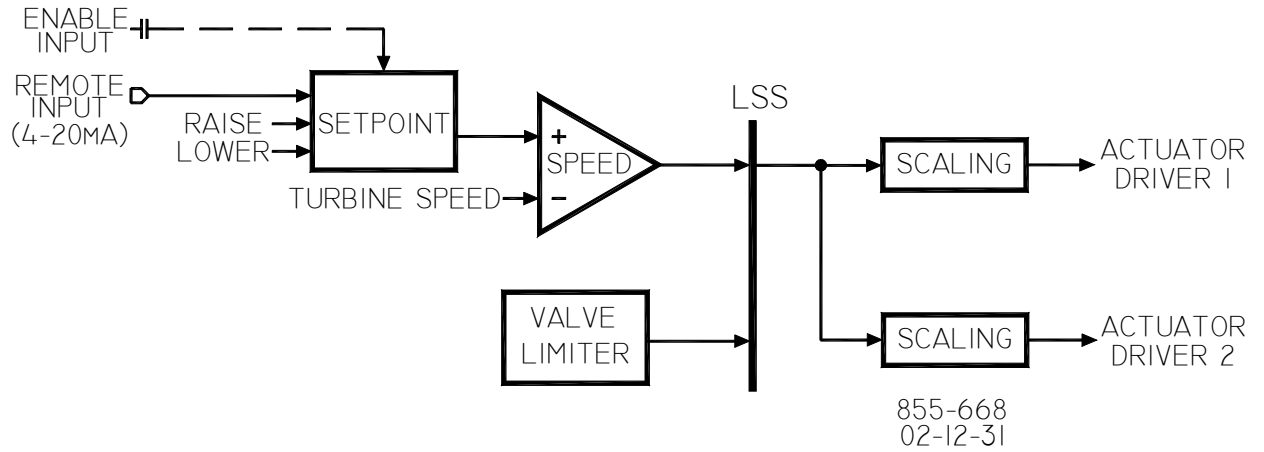 ENABLE
INPUT
REMOTE
INPUT
(4-20MA)
RAISE
LOWER
SETPOINT
TURBINE SPEED
+
SPEED
-
LSS
VALVE
LIMITER
SCALING
ACTUATOR
DRIVER 1
SCALING
ACTUATOR
DRIVER 2
855-668
02-12-31